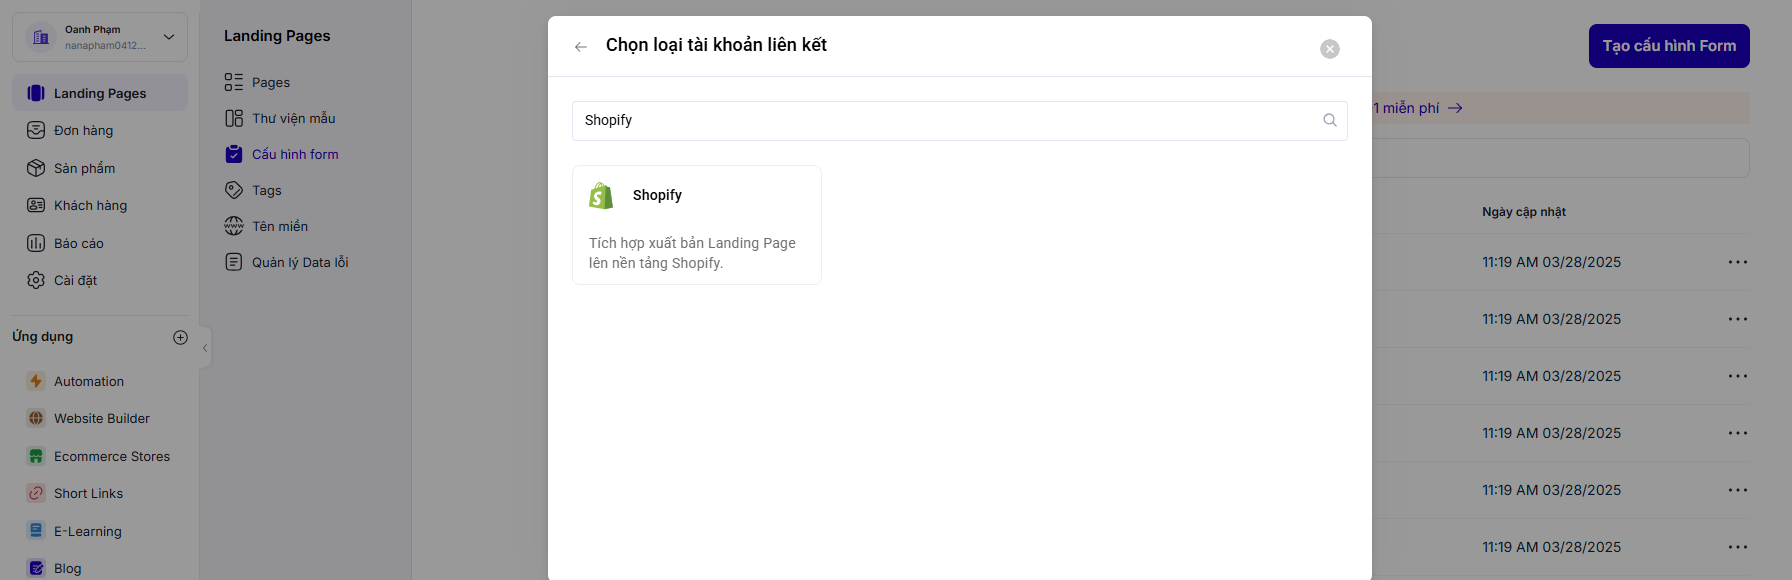 Oanh Phạm
nanapham0412...
Landing Pages
Đơn hàng
Sản phẩm
Khách hàng
Báo cáo
Cài đặt
Ứng dụng
Automation
Website Builder
Ecommerce Stores
Short Links
E-Learning
Blog
Landing Pages
Pages
Thư viện mẫu
Cấu hình form
Tags
Tên miền
Quản lý Data lỗi
Chọn loại tài khoản liên kết
Shopify
Shopify
Tích hợp xuất bản Landing Page
lên nền tảng Shopify.
Tạo cấu hình Form
1 miễn phí
Ngày cập nhật
11:19 AM 03/28/2025
11:19 AM 03/28/2025
11:19 AM 03/28/2025
11:19 AM 03/28/2025
11:19 AM 03/28/2025
11:19 AM 03/28/2025